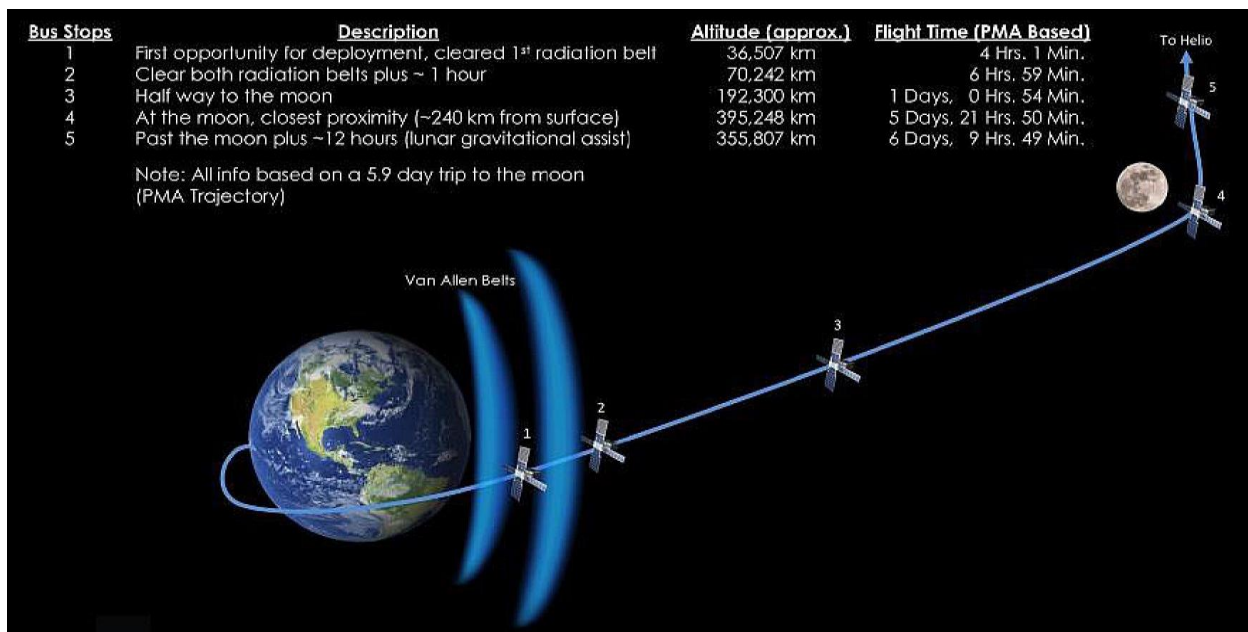 Bus Stops Description Altitude (approx.) Flight Time (PMA Based)
1 First opportunity for deployment, cleared 1st radiation belt 36,507 km 4 Hrs. 1 Min.
2 Clear both radiation belts plus ~ 1 hour 70,242 km 6 Hrs. 59 Min.
3 Half way to the moon 192,300 km 1 Days, 0 Hrs. 54 Min.
4 At the moon, closest proximity (~240 km from surface) 395,248 km 5 Days, 21 Hrs. 50 Min.
5 Past the moon plus ~12 hours (lunar gravitational assist) 355,807 km 6 Days, 9 Hrs. 49 Min.
Note: All info based on a 5.9 day trip to the moon
(PMA Trajectory)
To Helio
5
4
Van Allen Belts
3
2
1